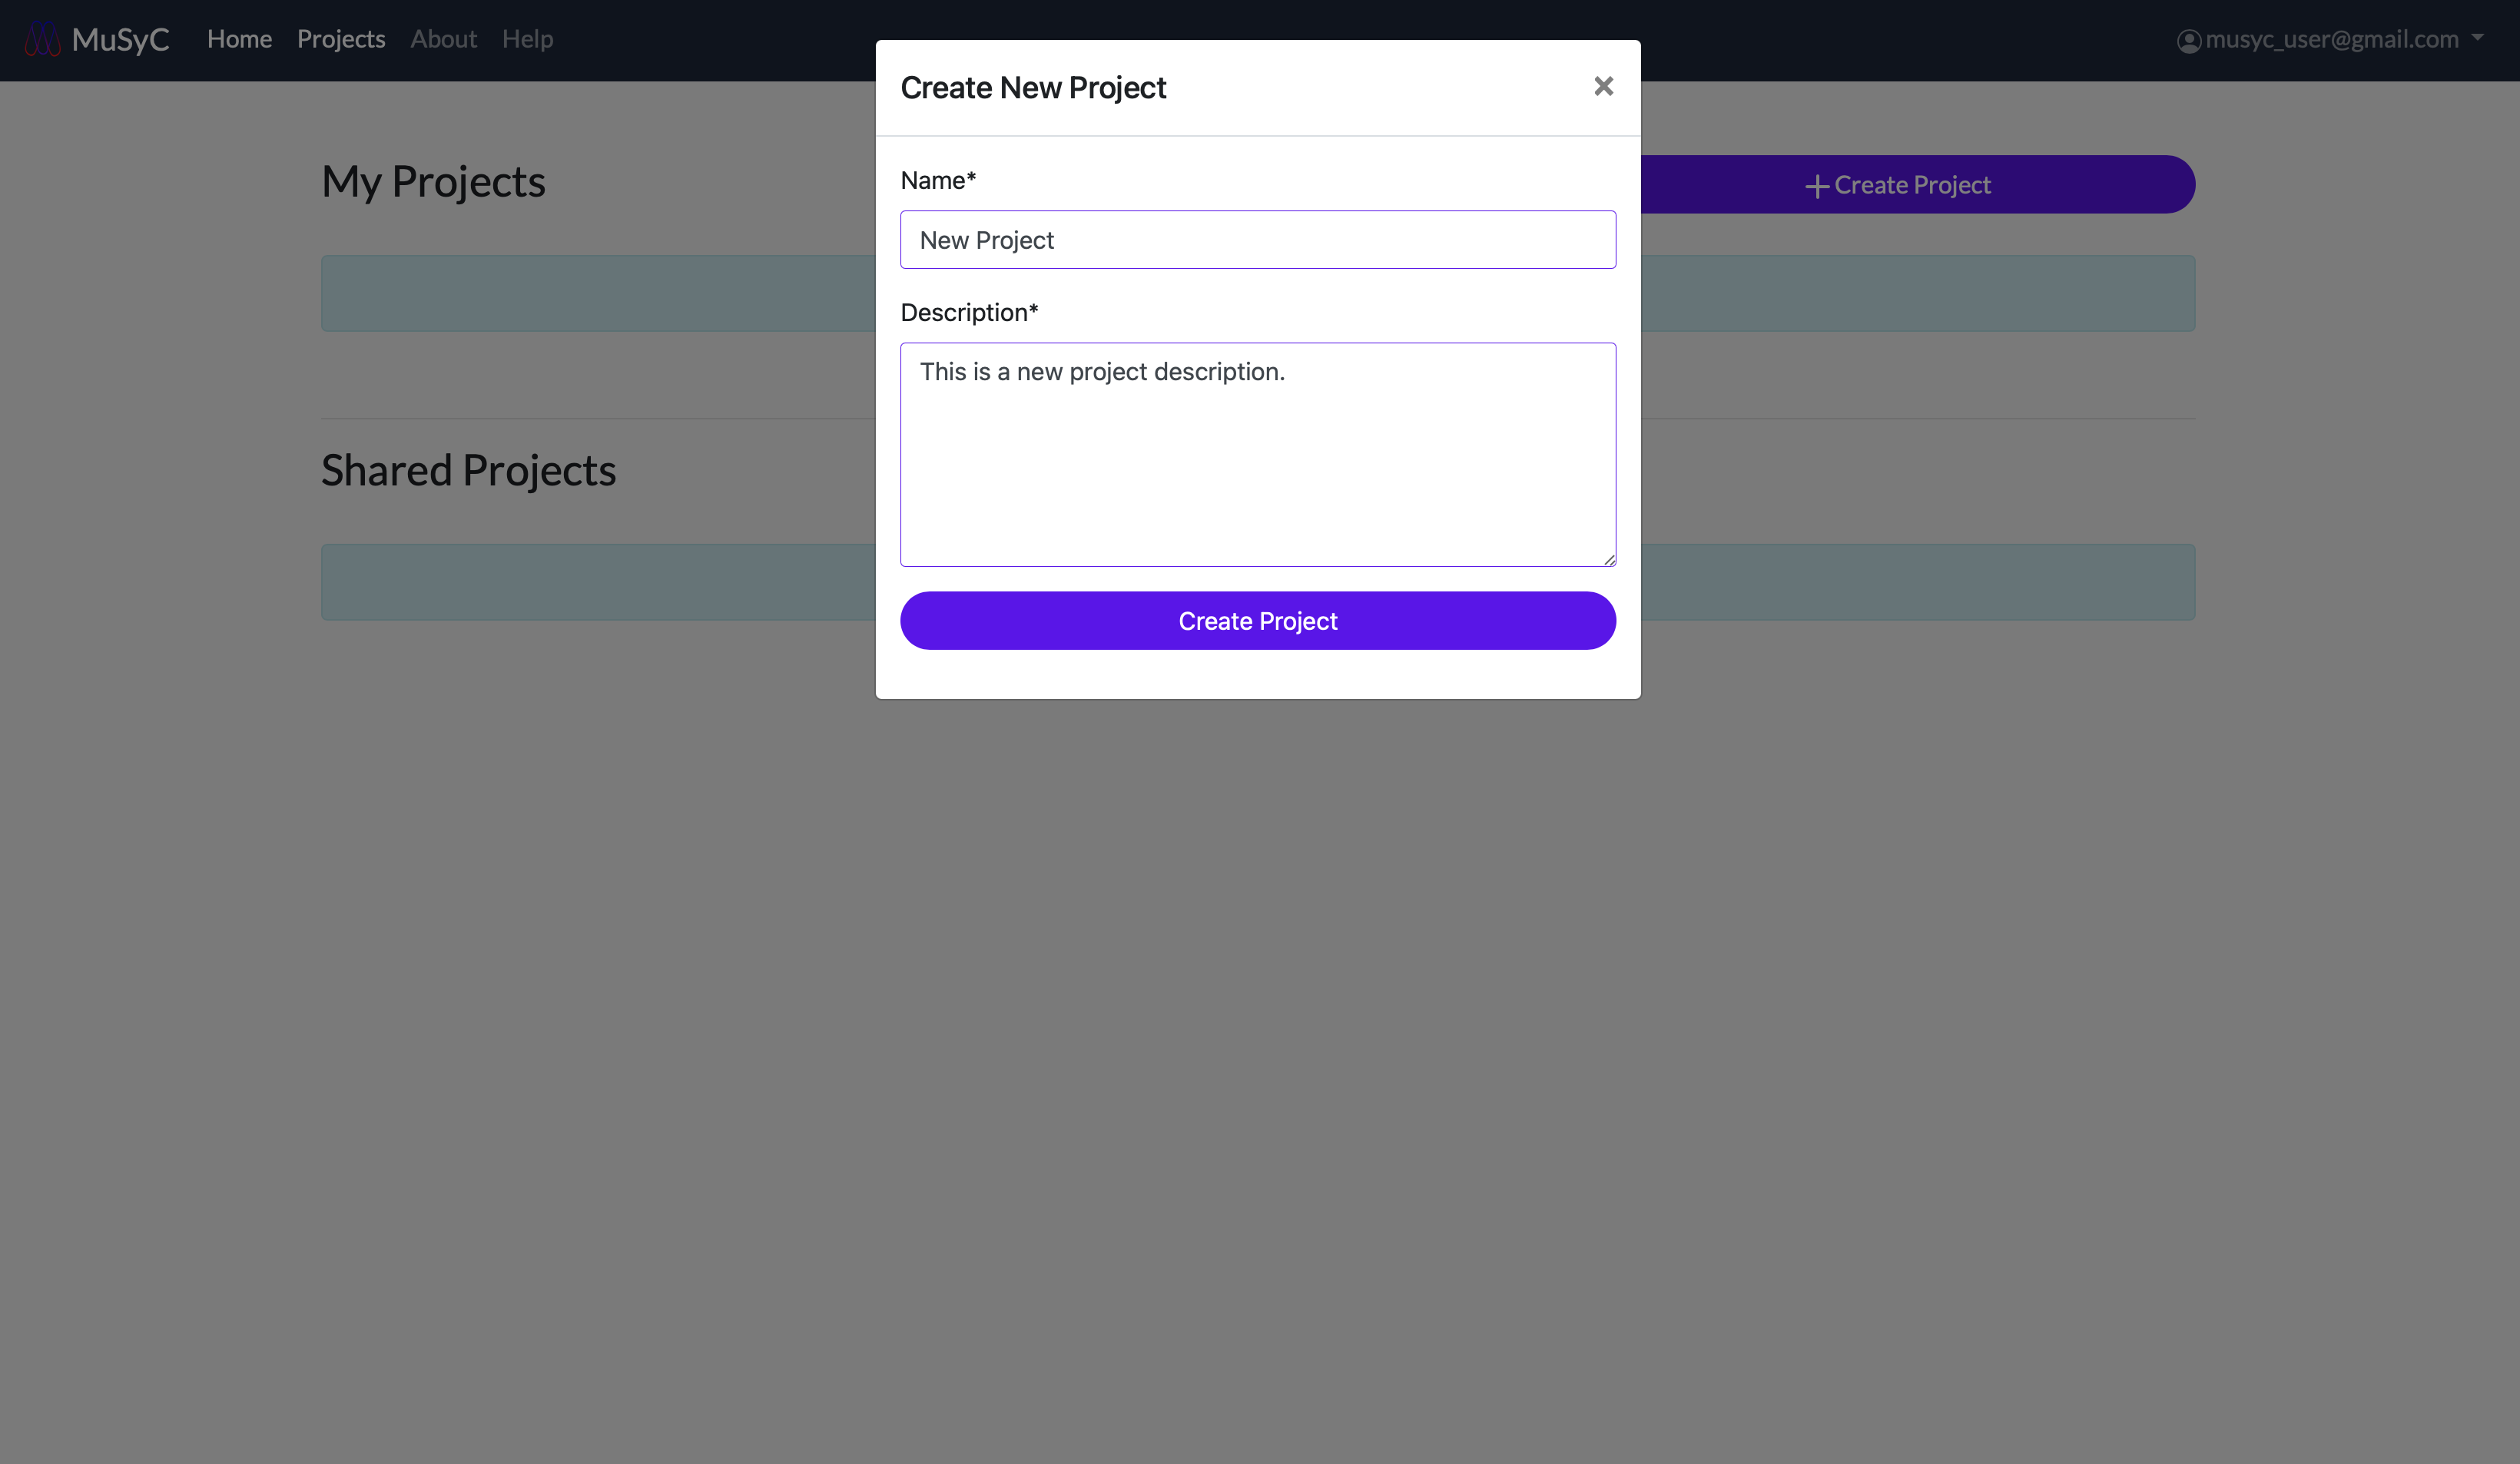 MuSyC Home Projects About Help musyc_user@gmail.com
Create New Project
My Projects
Create Project
Name*
New Project
Description*
This is a new project description.
Shared Projects
Create Project